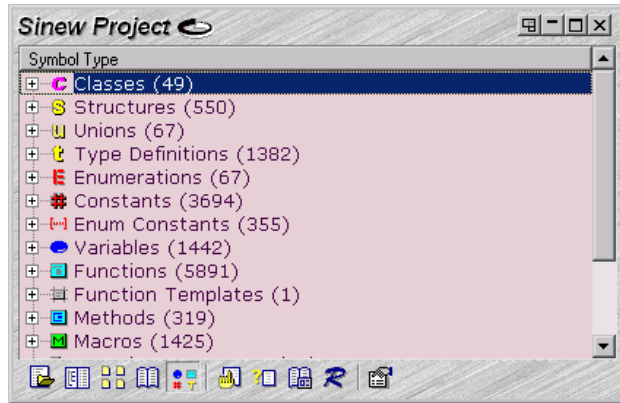 Sinew Project
Symbol Type
Classes (49)
Structures (550)
Unions (67)
Type Definitions (1382)
Enumerations (67)
Constants (3694)
Enum Constants (355)
Variables (1442)
Functions (5891)
Function Templates (1)
Methods (319)
Macros (1425)